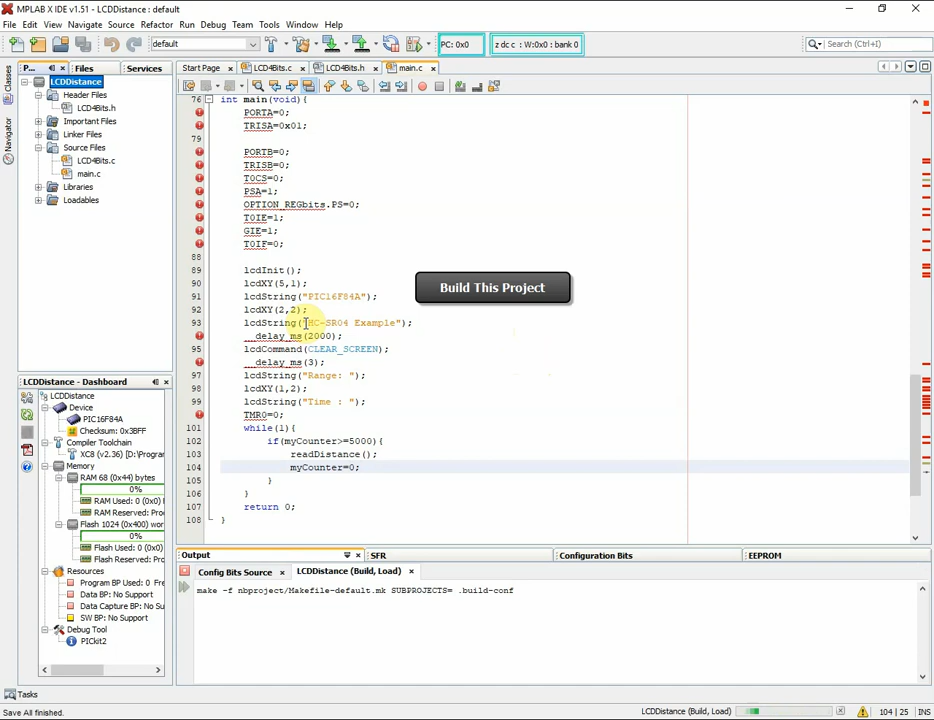 MPLAB X IDE v1.51 - LCDDistance : default
File Edit View Navigate Source Refactor Run Debug Team Tools Window Help
default
PC: 0x0
z dc c : W:0x0 : bank 0
Search (Ctrl+I)
P... Files Services
Start Page LCD4Bits.c LCD4Bits.h main.c
Classes
Navigator
LCDDistance
Header Files
LCD4Bits.h
Important Files
Linker Files
Source Files
LCD4Bits.c
main.c
Libraries
Loadables
76 int main(void){
PORTA=0;
TRISA=0x01;
79
PORTB=0;
TRISB=0;
T0CS=0;
PSA=1;
OPTION_REGbits.PS=0;
T0IE=1;
GIE=1;
T0IF=0;
88
89 lcdInit();
90 lcdXY(5,1);
91 lcdString("PIC16F84A");
92 lcdXY(2,2);
93 lcdString("HC-SR04 Example");
__delay_ms(2000);
95 lcdCommand(CLEAR_SCREEN);
__delay_ms(3);
97 lcdString("Range: ");
98 lcdXY(1,2);
99 lcdString("Time : ");
TMR0=0;
101 while(1){
102 if(myCounter>=5000){
103 readDistance();
104 myCounter=0;
105 }
106 }
107 return 0;
108 }
Build This Project
LCDDistance - Dashboard
LCDDistance
Device
PIC16F84A
Checksum: 0x3BFF
Compiler Toolchain
XC8 (v2.36) [D:\Progran
Memory
RAM 68 (0x44) bytes
0%
RAM Used: 0 (0x0)
RAM Reserved: Pro
Flash 1024 (0x400) wor
0%
Flash Used: 0 (0x0)
Flash Reserved: Pro
Resources
Program BP Used: 0 Free
Data BP: No Support
Data Capture BP: No Su
SW BP: No Support
Debug Tool
PICkit2
Output SFR Configuration Bits EEPROM
Config Bits Source LCDDistance (Build, Load)
make -f nbproject/Makefile-default.mk SUBPROJECTS= .build-conf
Tasks
Save All finished.
LCDDistance (Build, Load)
104 | 25 INS